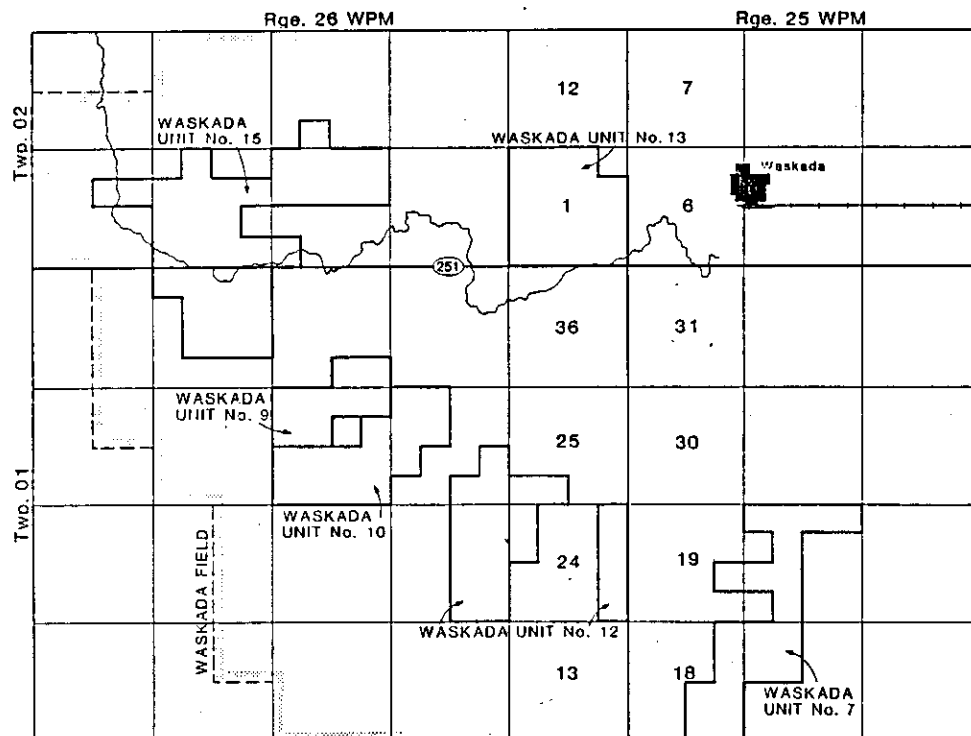 Rge. 26 WPM
Rge. 25 WPM
Twp. 02
12
7
WASKADA
UNIT No. 15
WASKADA UNIT No. 13
Waskada
1
6
251
36
31
WASKADA
UNIT No. 9
25
30
Twp. 01
WASKADA
UNIT No. 10
WASKADA FIELD
24
19
WASKADA UNIT No. 12
13
18
WASKADA
UNIT No. 7